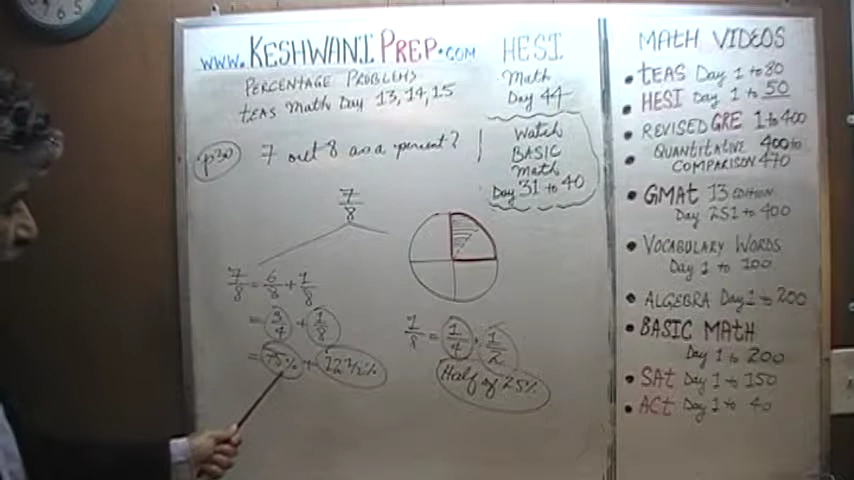 www.KESHWANIPREP.COM
PERCENTAGE PROBLEMS
TEAS Math Day 13, 14, 15
HESI
Math
Day 44
Watch
BASIC
Math
Day 31 to 40
p30
7 out 8 as a percent?
7/8
7/8 = 6/8 + 1/8
= 3/4 + 1/8
= 75% + 12 1/2%
1/8 = 1/4 · 1/2
Half of 25%
MATH VIDEOS
• TEAS Day 1 to 80
• HESI Day 1 to 50
• REVISED GRE 1 to 400
• QUANTITATIVE 400 to
COMPARISON 470
• GMAT 13 EDITION
Day 251 to 400
• VOCABULARY WORDS
Day 1 to 100
• ALGEBRA Day 1 to 200
• BASIC MATH
Day 1 to 200
• SAT Day 1 to 150
• ACT Day 1 to 40